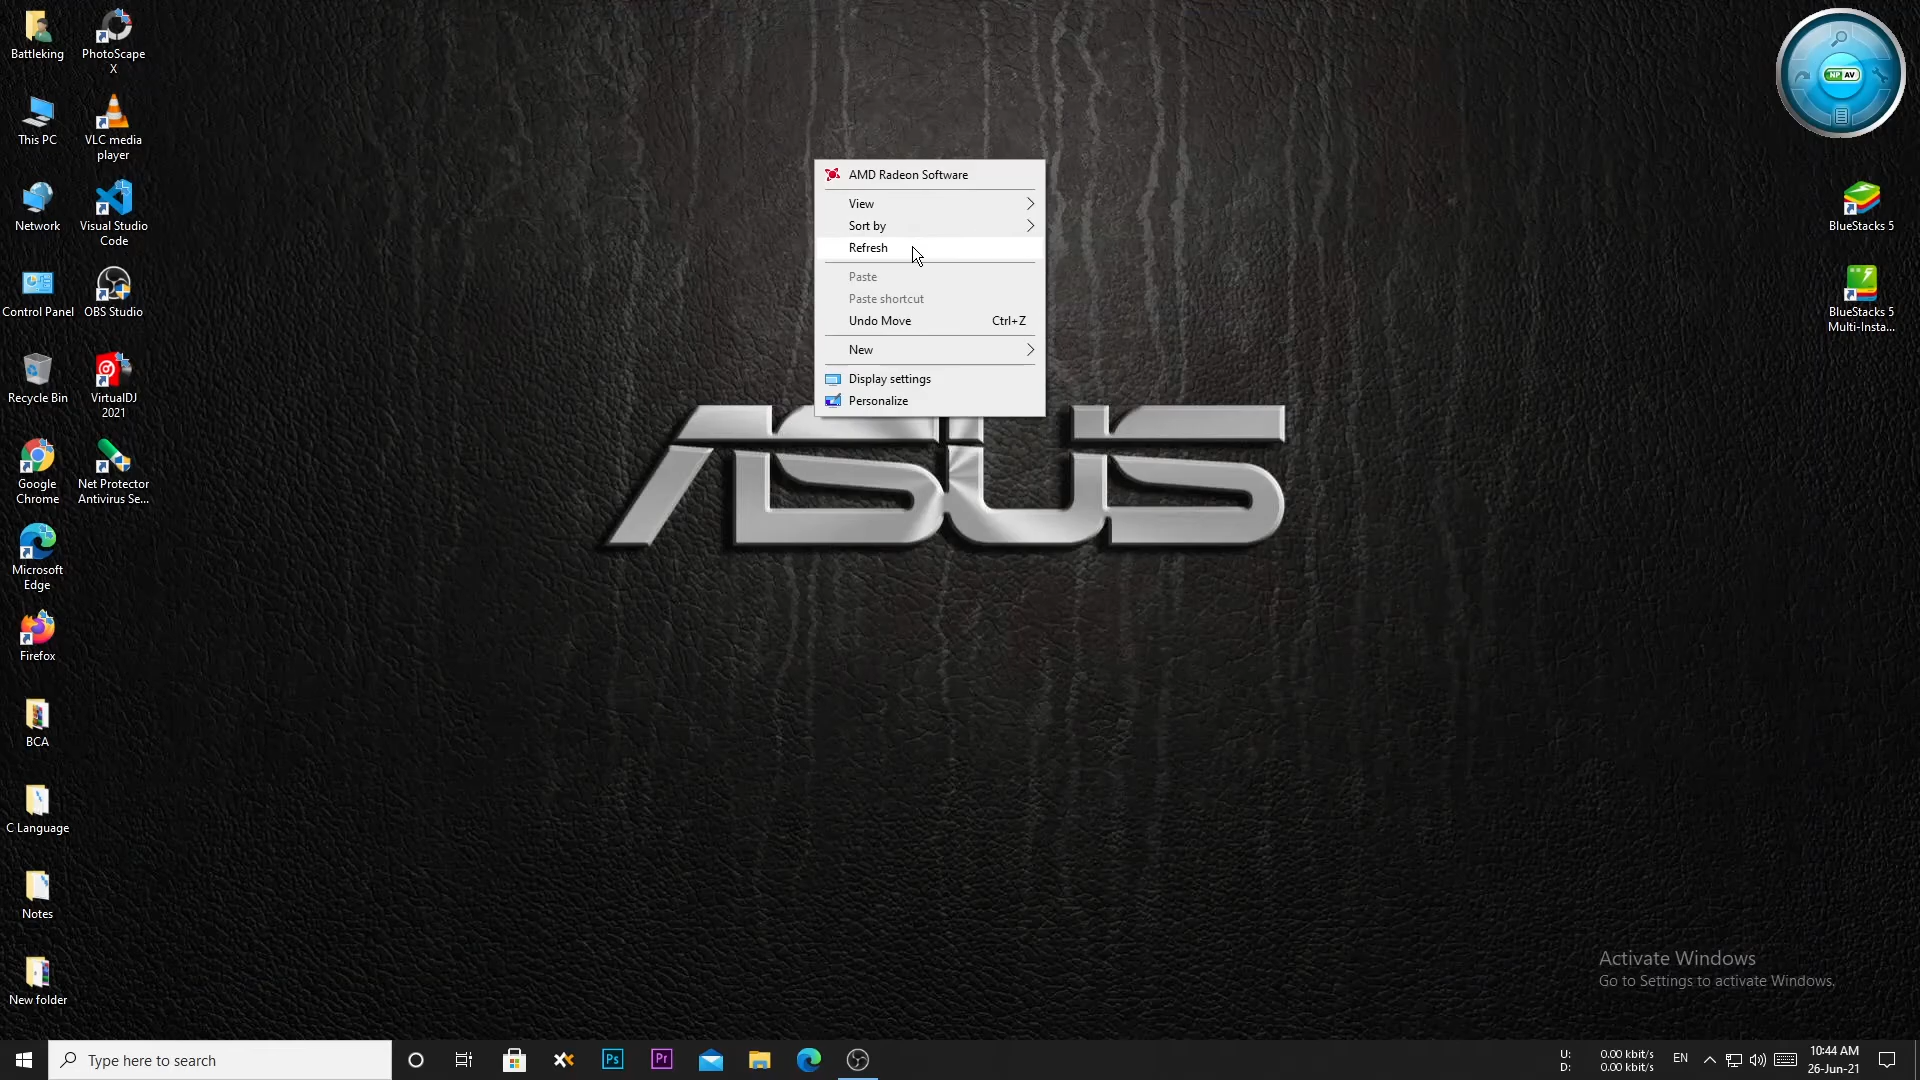 Battleking
PhotoScape
X
This PC
VLC media
player
Network
Visual Studio
Code
Control Panel
OBS Studio
Recycle Bin
VirtualDJ
2021
Google
Chrome
Net Protector
Antivirus Se...
Microsoft
Edge
Firefox
BCA
C Language
Notes
New folder
AMD Radeon Software
View
Sort by
Refresh
Paste
Paste shortcut
Undo Move Ctrl+Z
New
Display settings
Personalize
ASUS
NP AV
BlueStacks 5
BlueStacks 5
Multi-Insta...
Activate Windows
Go to Settings to activate Windows.
Type here to search
Ps
Pr
U: 0.00 kbit/s
D: 0.00 kbit/s
EN
10:44 AM
26-Jun-21